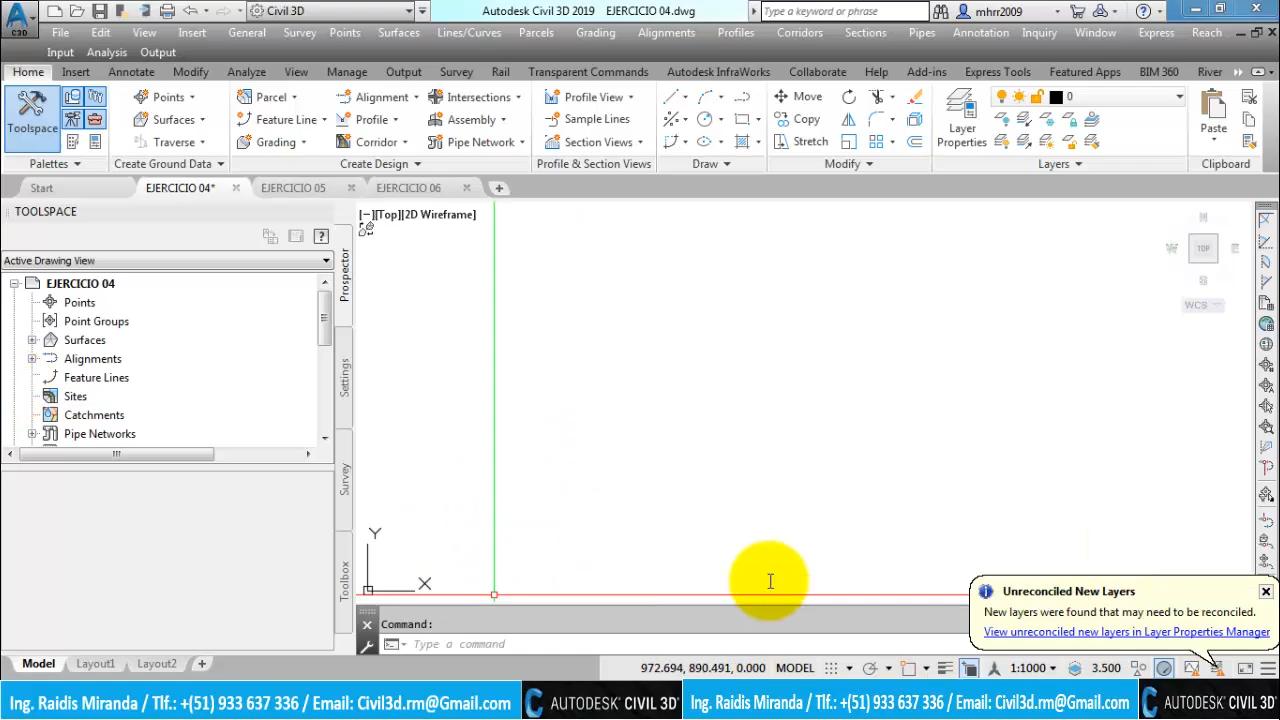 A C3D Civil 3D Autodesk Civil 3D 2019 EJERCICIO 04.dwg Type a keyword or phrase mhrr2009
File Edit View Insert General Survey Points Surfaces Lines/Curves Parcels Grading Alignments Profiles Corridors Sections Pipes Annotation Inquiry Window Express Reach
Input Analysis Output
Home Insert Annotate Modify Analyze View Manage Output Survey Rail Transparent Commands Autodesk InfraWorks Collaborate Help Add-ins Express Tools Featured Apps BIM 360 River
Toolspace Points Parcel Alignment Intersections Profile View Move Layer Properties 0 Paste
Surfaces Feature Line Profile Assembly Sample Lines Copy
Traverse Grading Corridor Pipe Network Section Views Stretch
Palettes Create Ground Data Create Design Profile & Section Views Draw Modify Layers Clipboard
Start EJERCICIO 04* EJERCICIO 05 EJERCICIO 06
TOOLSPACE
[−][Top][2D Wireframe]
TOP
WCS
Active Drawing View
EJERCICIO 04
Points
Point Groups
Surfaces
Alignments
Feature Lines
Sites
Catchments
Pipe Networks
Prospector
Settings
Survey
Toolbox
Y
X
Unreconciled New Layers
New layers were found that may need to be reconciled.
View unreconciled new layers in Layer Properties Manager
Command:
Type a command
Model Layout1 Layout2 972.694, 890.491, 0.000 MODEL 1:1000 3.500
Ing. Raidis Miranda / Tlf.: +(51) 933 637 336 / Email: Civil3d.rm@Gmail.com AUTODESK® CIVIL 3D® Ing. Raidis Miranda / Tlf.: +(51) 933 637 336 / Email: Civil3d.rm@Gmail.com AUTODESK® CIVIL 3D